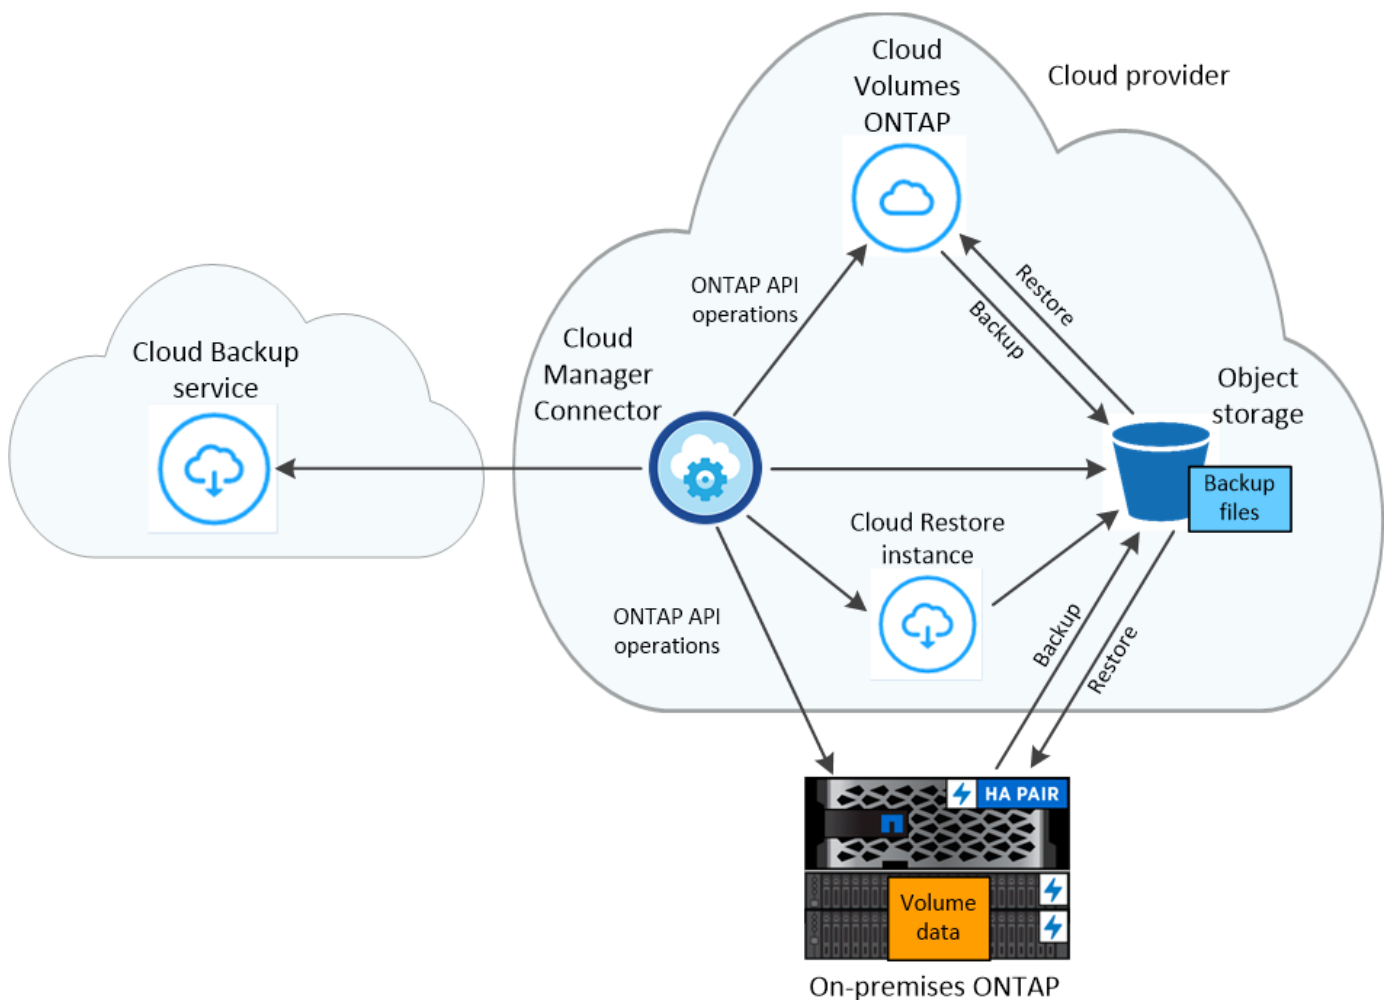 Cloud
Volumes
ONTAP
Cloud provider
ONTAP API
operations
Restore
Backup
Cloud
Manager
Connector
Cloud Backup
service
Object
storage
Backup
files
Cloud Restore
instance
ONTAP API
operations
Backup
Restore
HA PAIR
Volume
data
On-premises ONTAP